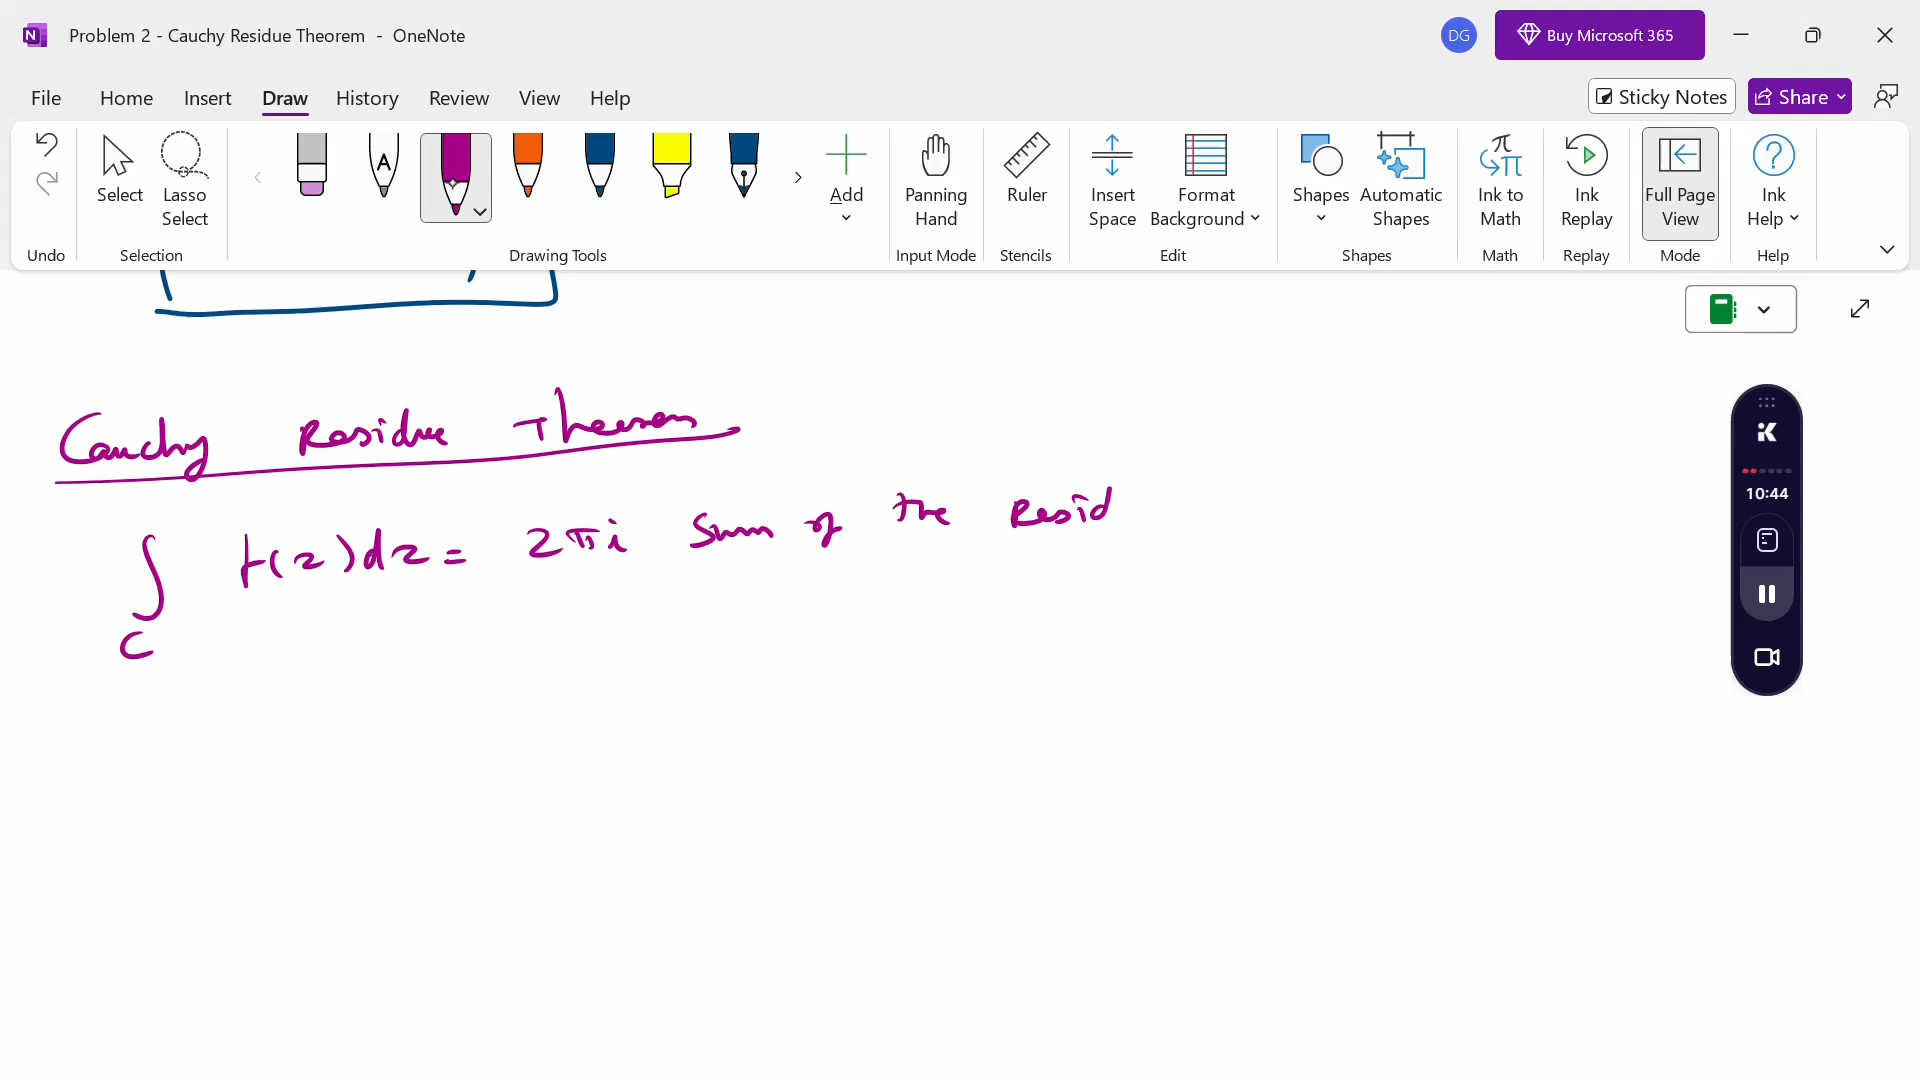 Problem 2 - Cauchy Residue Theorem - OneNote
DG
Buy Microsoft 365
File Home Insert Draw History Review View Help
Sticky Notes
Share
Select
Lasso Select
A
Add
Panning Hand
Ruler
Insert Space
Format Background
Shapes
Automatic Shapes
Ink to Math
Ink Replay
Full Page View
Ink Help
Undo
Selection
Drawing Tools
Input Mode
Stencils
Edit
Shapes
Math
Replay
Mode
Help
10:44
Cauchy Residue Theorem
∫ f(z)dz = 2πi Sum of the Resid
C